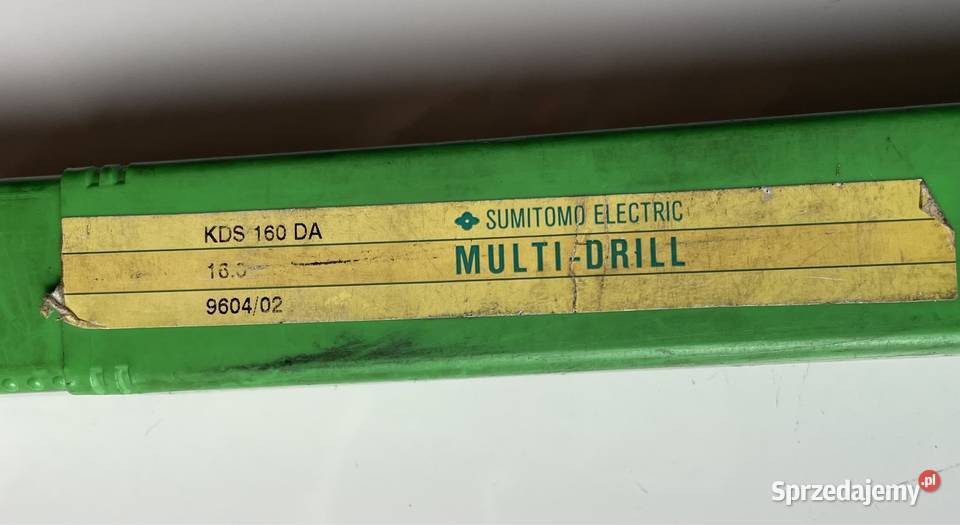 KDS 160 DA
SUMITOMO ELECTRIC
MULTI-DRILL
9604/02
Sprzedajemy.pl